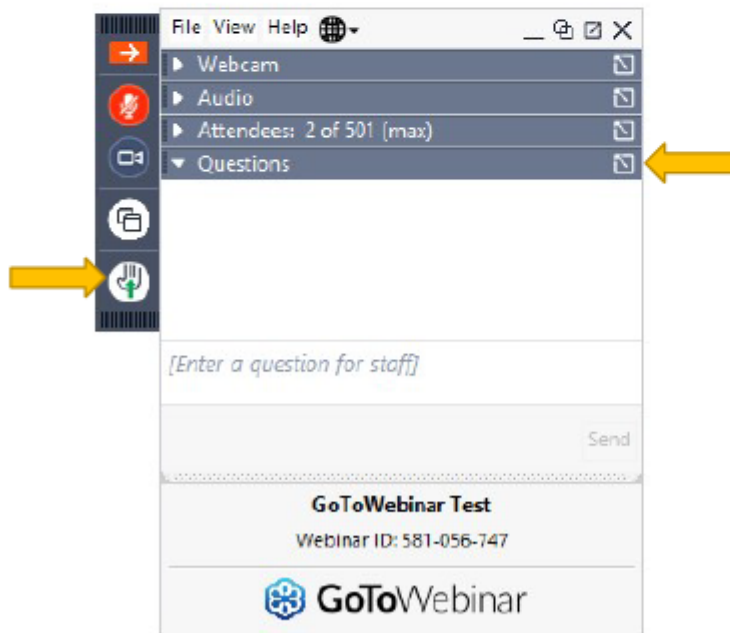 File View Help
Webcam
Audio
Attendees: 2 of 501 (max)
Questions
[Enter a question for staff]
Send
GoToWebinar Test
Webinar ID: 581-056-747
GoToWebinar